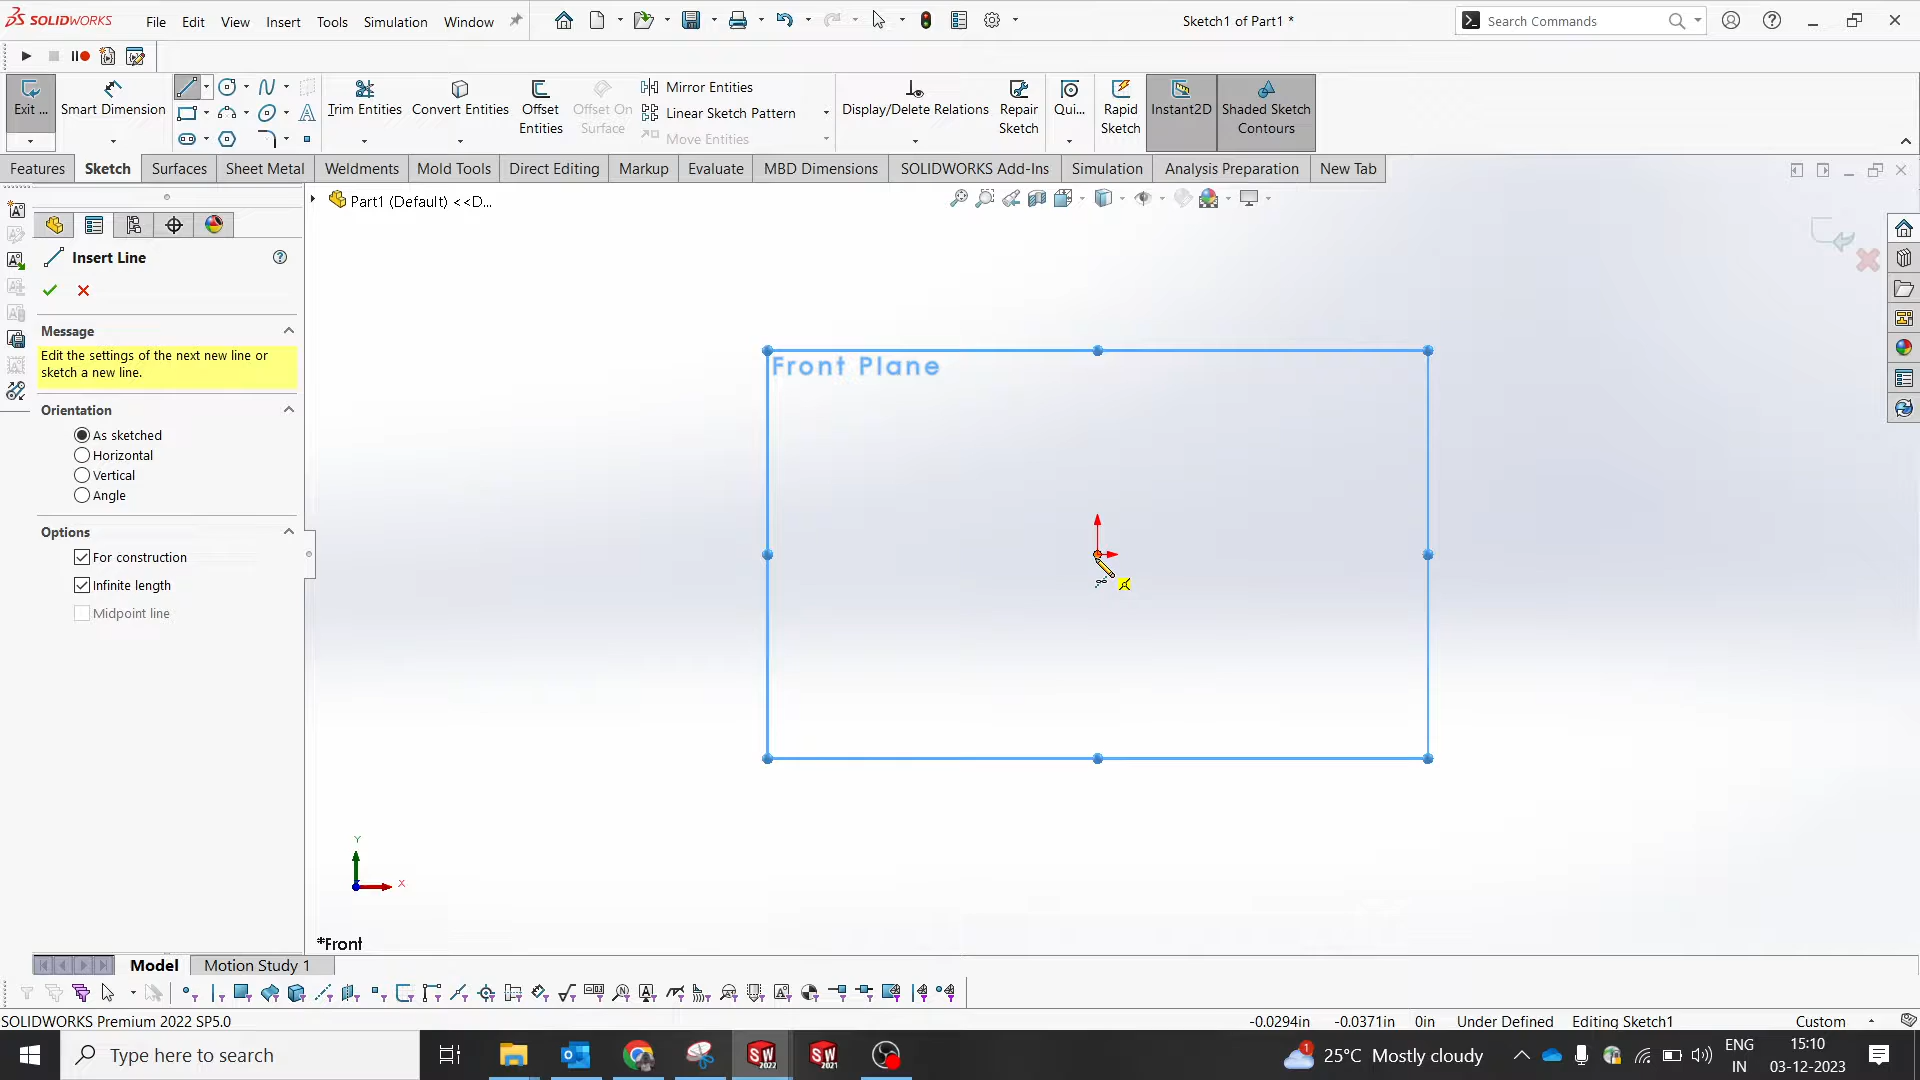 SOLIDWORKS File Edit View Insert Tools Simulation Window Sketch1 of Part1 * Search Commands
Exit ... Smart Dimension Trim Entities Convert Entities Offset Entities Offset On Surface Mirror Entities Linear Sketch Pattern Move Entities Display/Delete Relations Repair Sketch Qui... Rapid Sketch Instant2D Shaded Sketch Contours
Features Sketch Surfaces Sheet Metal Weldments Mold Tools Direct Editing Markup Evaluate MBD Dimensions SOLIDWORKS Add-Ins Simulation Analysis Preparation New Tab
Part1 (Default) <<D...
Insert Line
Message
Edit the settings of the next new line or
sketch a new line.
Orientation
As sketched
Horizontal
Vertical
Angle
Options
For construction
Infinite length
Midpoint line
Front Plane
Y
X
*Front
Model Motion Study 1
SOLIDWORKS Premium 2022 SP5.0 -0.0294in -0.0371in 0in Under Defined Editing Sketch1 Custom
Type here to search SW 2022 SW 2021 1 25°C Mostly cloudy ENG IN 15:10 03-12-2023